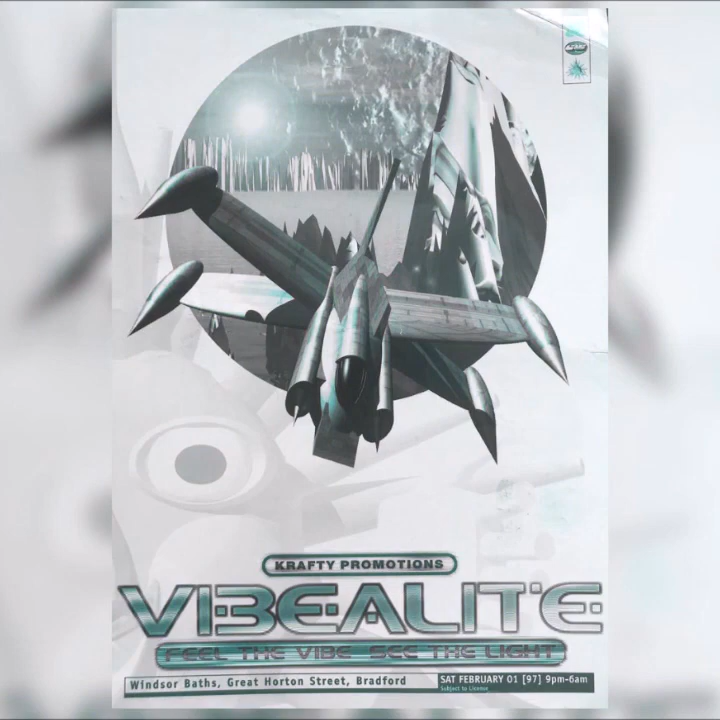 KRAFTY PROMOTIONS
VIBEALITE
FEEL THE VIBE SEE THE LIGHT
Windsor Baths, Great Horton Street, Bradford
SAT FEBRUARY 01 [97] 9pm-6am
Subject to License